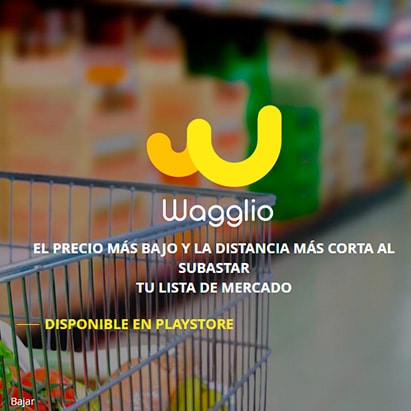 Wagglio
EL PRECIO MÁS BAJO Y LA DISTANCIA MÁS CORTA AL
SUBASTAR
TU LISTA DE MERCADO
DISPONIBLE EN PLAYSTORE
Bajar